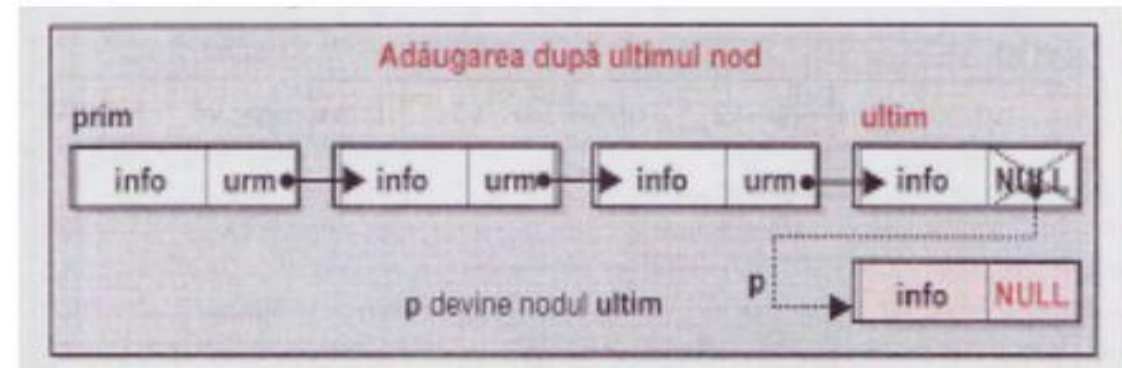 Adăugarea după ultimul nod
prim ultim
info urm info urm info urm info NULL
p info NULL
p devine nodul ultim